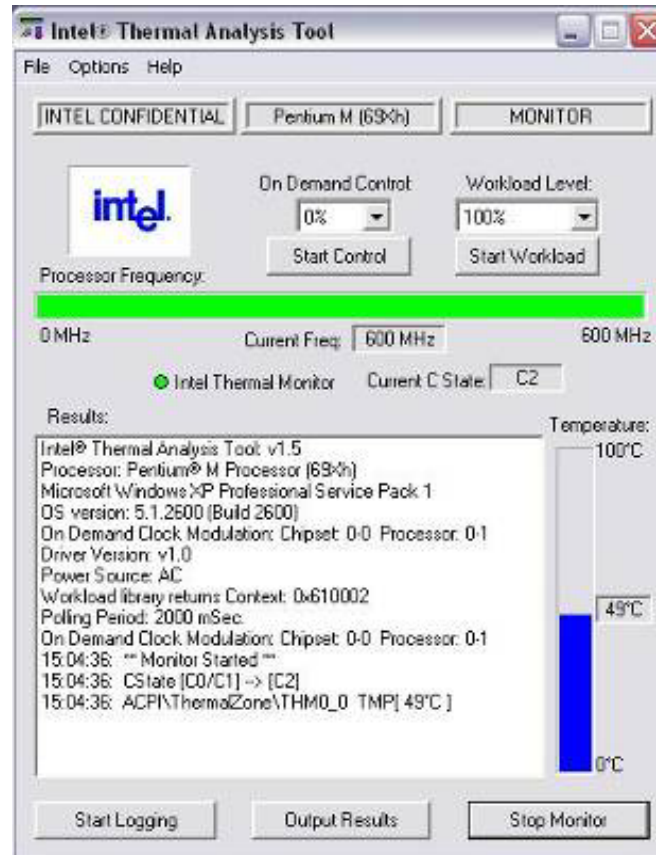 Intel® Thermal Analysis Tool
File Options Help
INTEL CONFIDENTIAL
Pentium M (69Xh)
MONITOR
intel.
On Demand Control:
Workload Level:
0%
100%
Start Control
Start Workload
Processor Frequency:
0 MHz
Current Freq:
600 MHz
600 MHz
Intel Thermal Monitor
Current C State:
C2
Results:
Temperature:
Intel® Thermal Analysis Tool: v1.5
Processor: Pentium® M Processor (69Xh)
Microsoft Windows XP Professional Service Pack 1
OS version: 5.1.2600 (Build 2600)
On Demand Clock Modulation: Chipset: 0-0 Processor: 0-1
Driver Version: v1.0
Power Source: AC
Workload library returns Context: 0x610002
Polling Period: 2000 mSec.
On Demand Clock Modulation: Chipset: 0-0 Processor: 0-1
15:04:36: ** Monitor Started **
15:04:36: CState [C0/C1] --> [C2]
15:04:36: ACPI\ThermalZone\THM0_0 TMP[ 49°C ]
100°C
49°C
0°C
Start Logging
Output Results
Stop Monitor